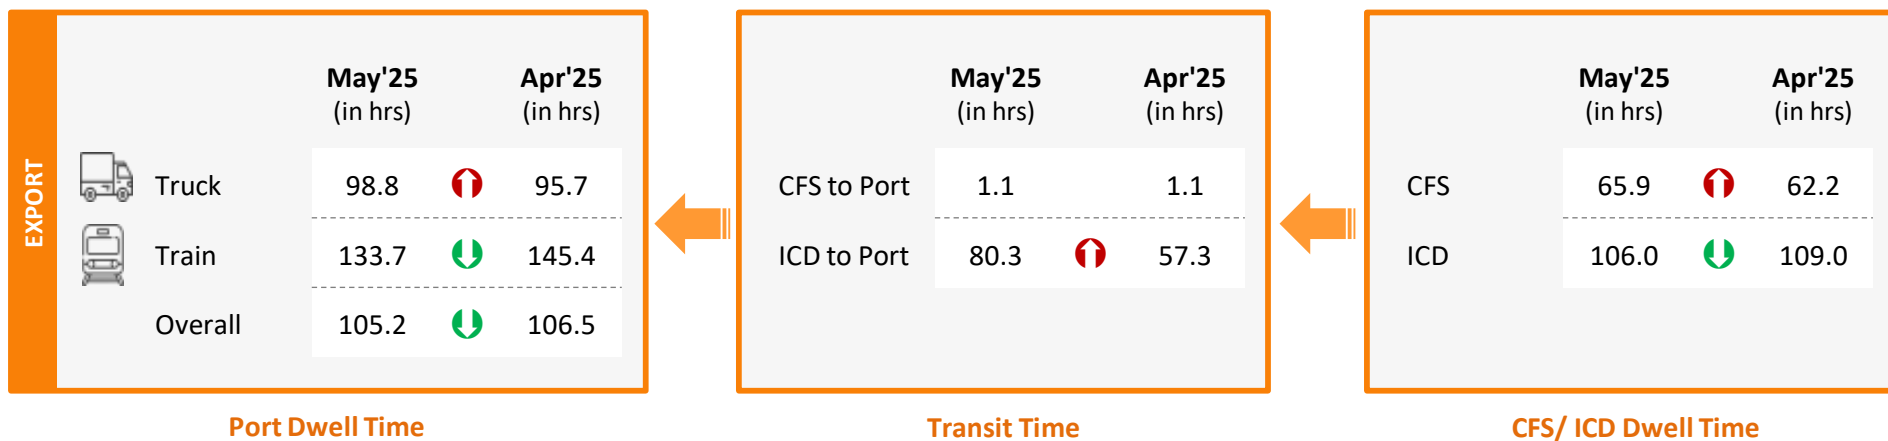 EXPORT
May'25 Apr'25
(in hrs) (in hrs)
Truck 98.8 95.7
Train 133.7 145.4
Overall 105.2 106.5
Port Dwell Time
May'25 Apr'25
(in hrs) (in hrs)
CFS to Port 1.1 1.1
ICD to Port 80.3 57.3
Transit Time
May'25 Apr'25
(in hrs) (in hrs)
CFS 65.9 62.2
ICD 106.0 109.0
CFS/ ICD Dwell Time